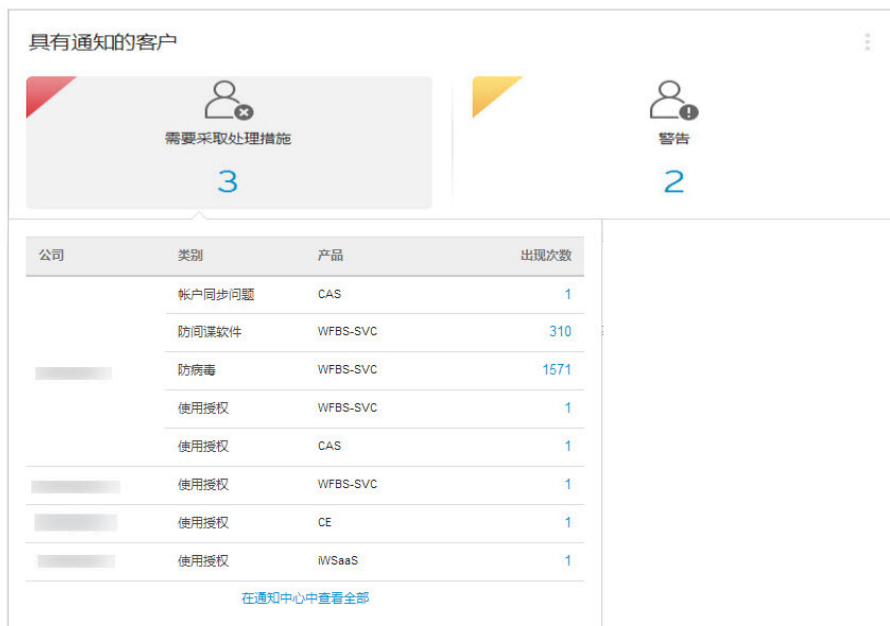 具有通知的客户
需要采取处理措施
3
警告
2
公司 类别 产品 出现次数
帐户同步问题 CAS 1
防间谍软件 WFBS-SVC 310
防病毒 WFBS-SVC 1571
使用授权 WFBS-SVC 1
使用授权 CAS 1
使用授权 WFBS-SVC 1
使用授权 CE 1
使用授权 iWSaaS 1
在通知中心中查看全部